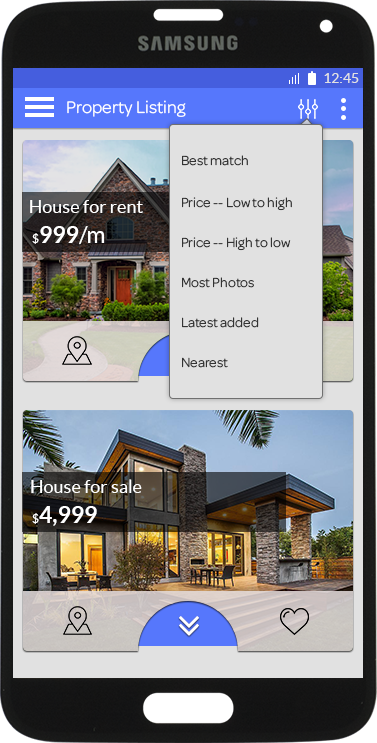 SAMSUNG
12:45
Property Listing
Best match
Price -- Low to high
Price -- High to low
Most Photos
Latest added
Nearest
House for rent
$999/m
House for sale
$4,999